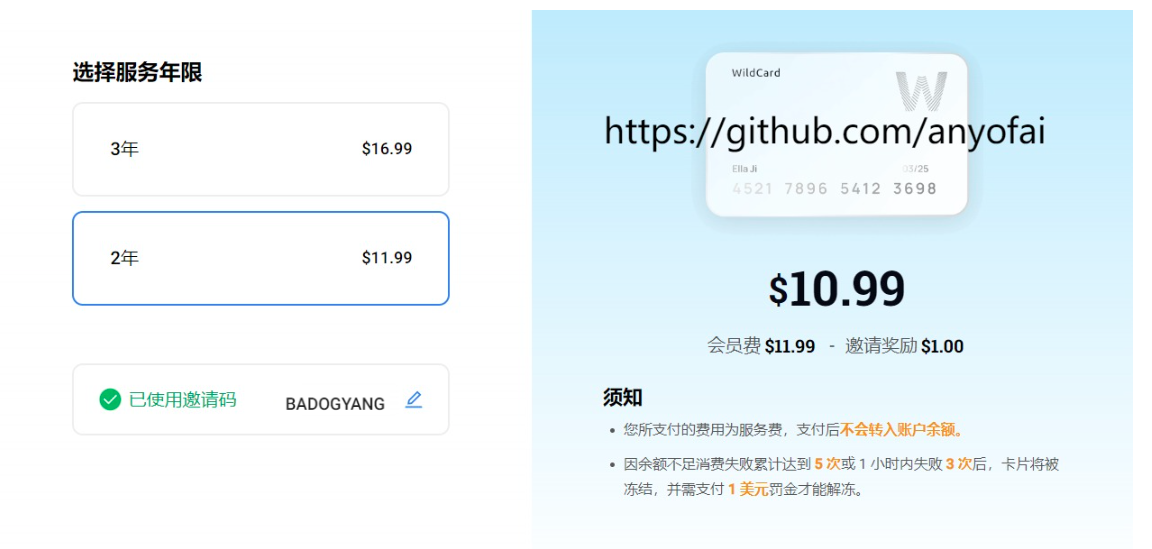 选择服务年限
3年 $16.99
2年 $11.99
已使用邀请码 BADOGYANG
WildCard
W
https://github.com/anyofai
Ella Ji 03/25
4521 7896 5412 3698
$10.99
会员费 $11.99 - 邀请奖励 $1.00
须知
• 您所支付的费用为服务费，支付后不会转入账户余额。
• 因余额不足消费失败累计达到 5 次或 1 小时内失败 3 次后，卡片将被
冻结，并需支付 1 美元罚金才能解冻。